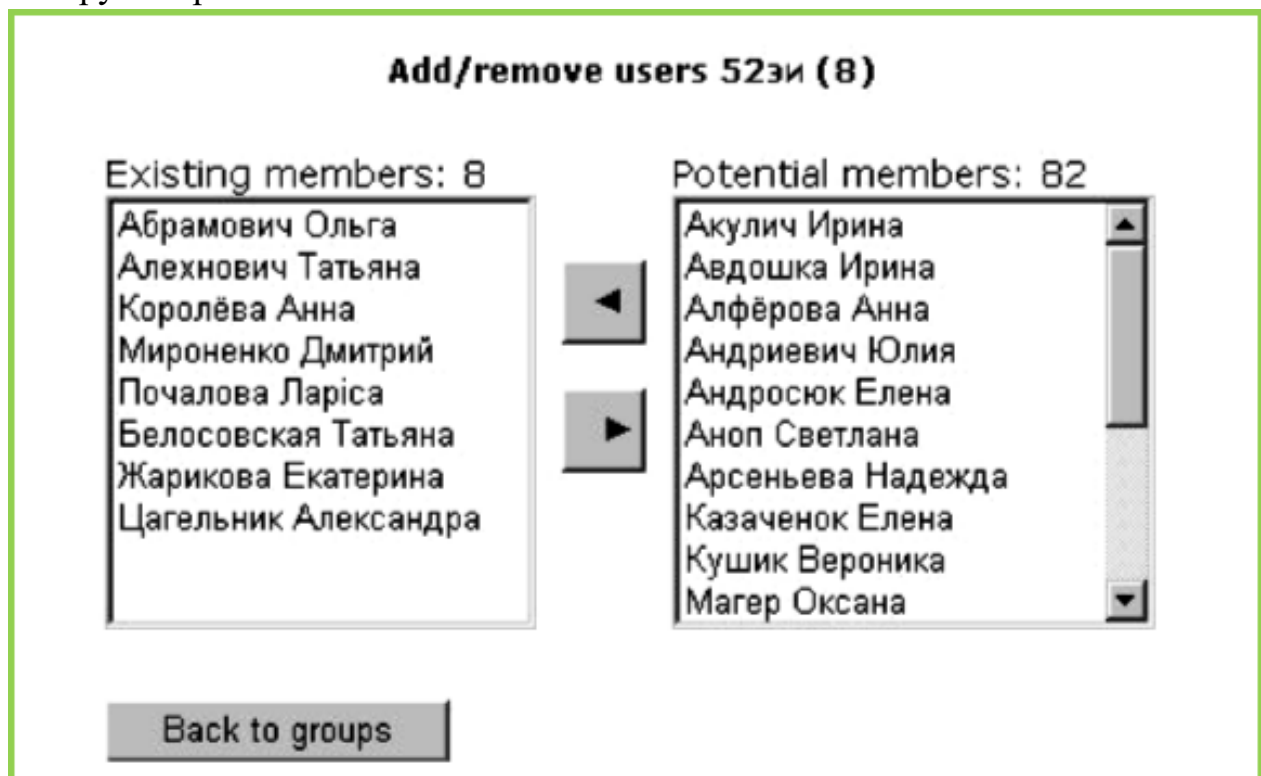 Add/remove users 52эи (8)
Existing members: 8
Абрамович Ольга
Алехнович Татьяна
Королёва Анна
Мироненко Дмитрий
Почалова Ларiса
Белосовская Татьяна
Жарикова Екатерина
Цагельник Александра
Potential members: 82
Акулич Ирина
Авдошка Ирина
Алфёрова Анна
Андриевич Юлия
Андросюк Елена
Аноп Светлана
Арсеньева Надежда
Казаченок Елена
Кушик Вероника
Магер Оксана
Back to groups